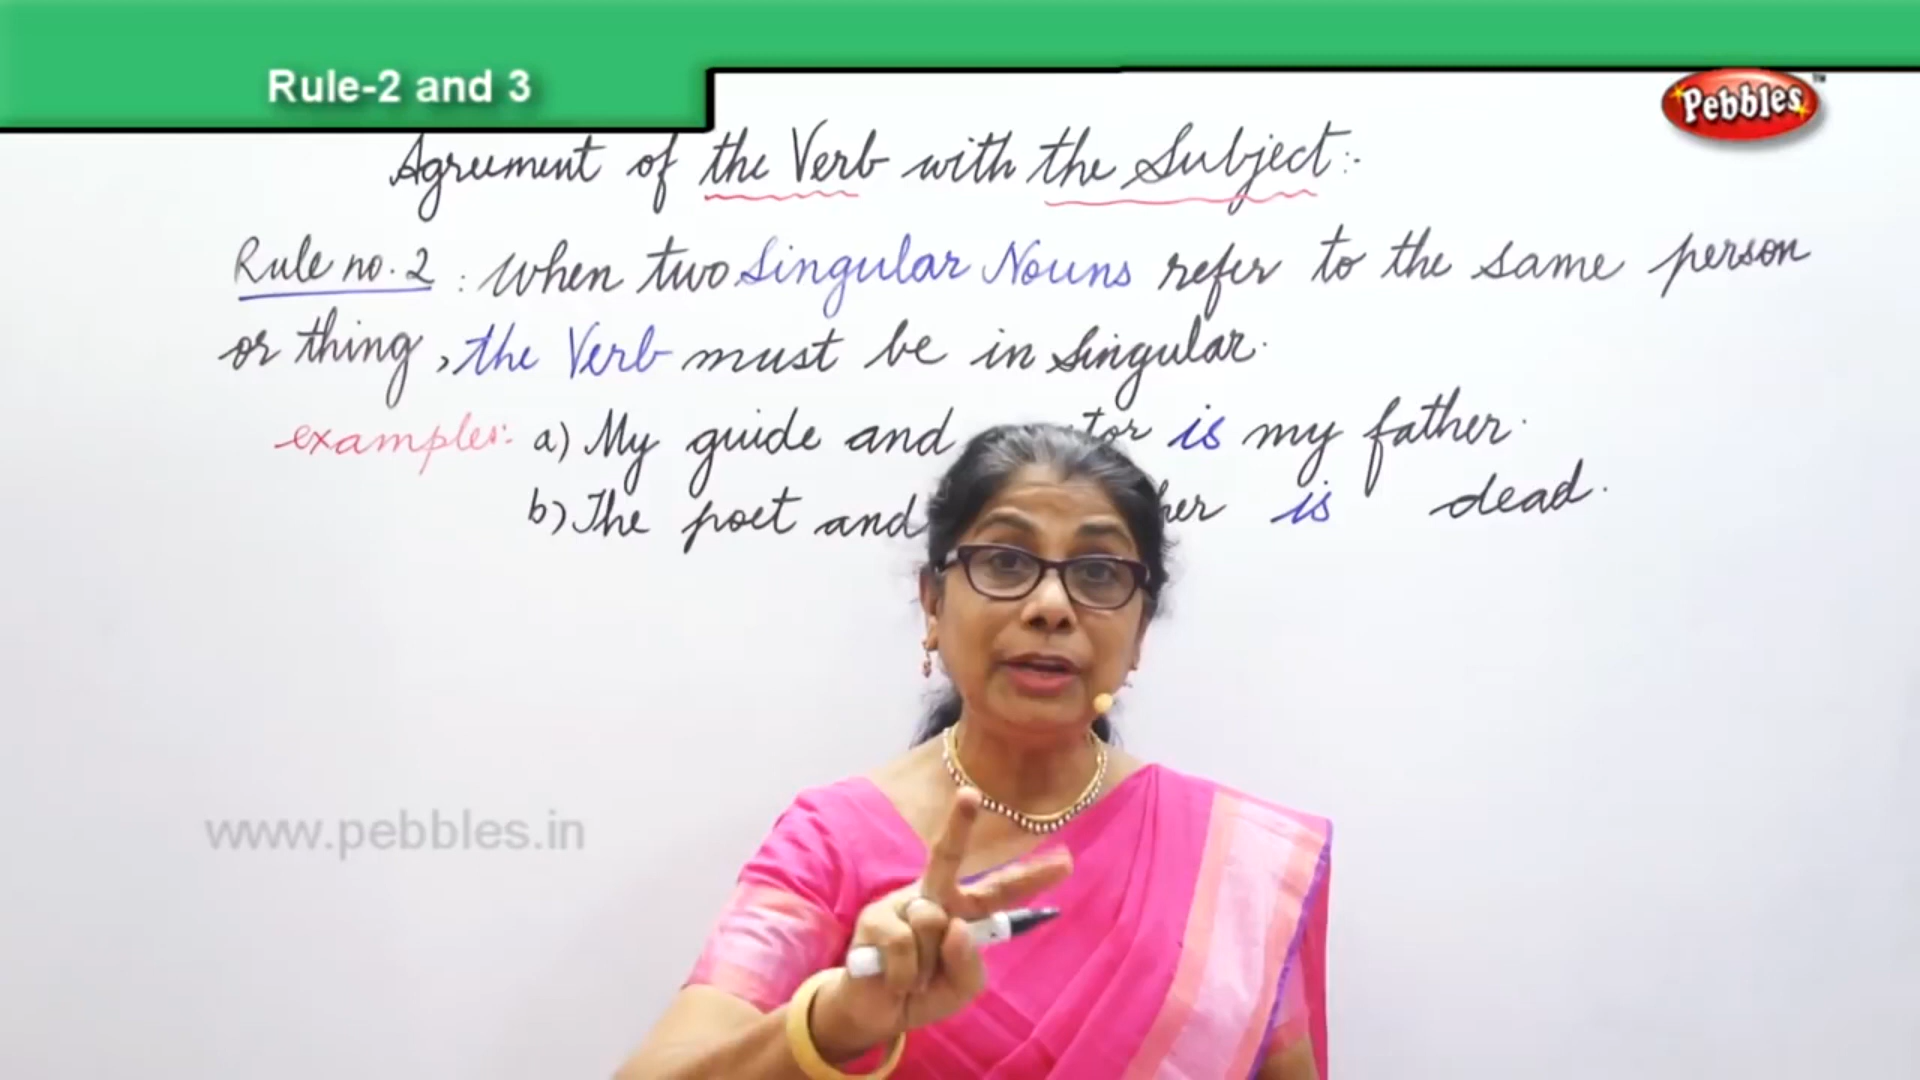 Rule-2 and 3
Pebbles™
Agreement of the Verb with the Subject:-
Rule no. 2 : When two Singular Nouns refer to the same person
or thing, the Verb must be in Singular.
examples:- a) My guide and is my father.
b) The poet and is dead.
www.pebbles.in